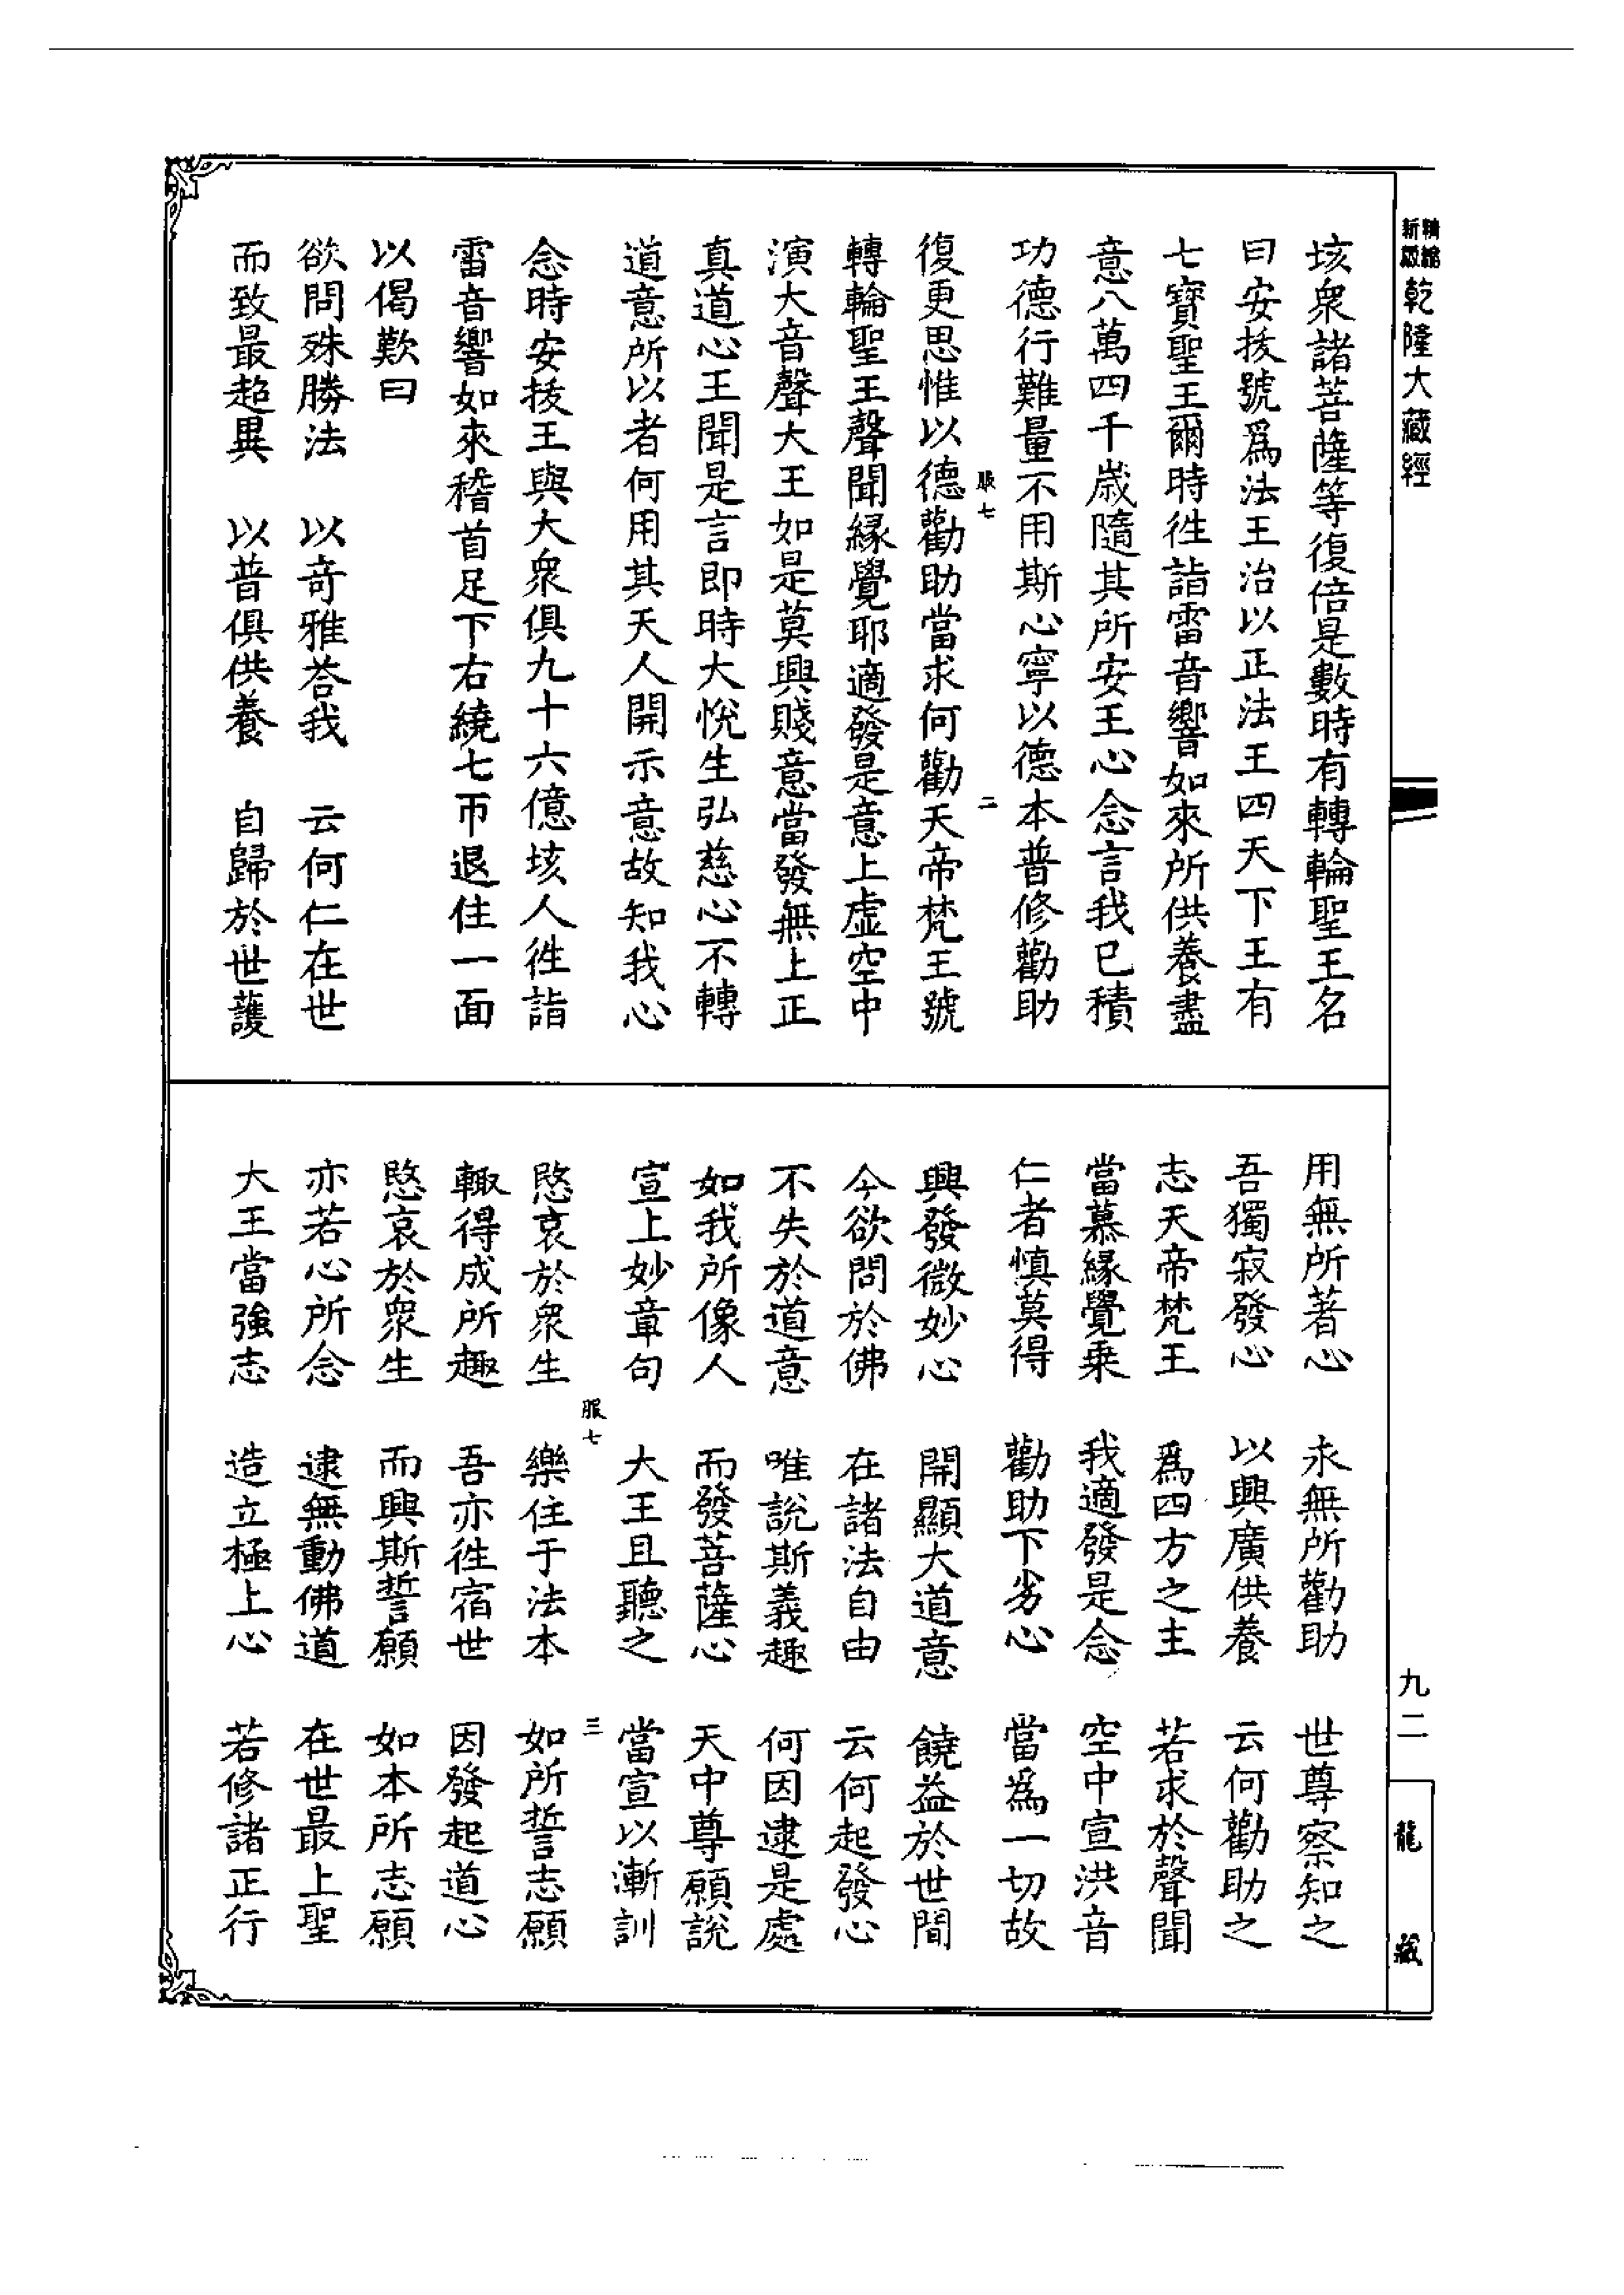 新編縮版乾隆大藏經
垓衆諸菩薩等復倍是數時有轉輪聖王名
曰安拔號爲法王治以正法王四天下王有
七寶聖王爾時徃詣雷音響如來所供養盡
意八萬四千歲隨其所安王心念言我已積
功德行難量不用斯心寧以德本普修勸助
服七 二
復更思惟以德勸助當求何勸天帝梵王號
轉輪聖王聲聞緣覺耶適發是意上虛空中
演大音聲大王如是莫興賤意當發無上正
真道心王聞是言即時大悅生弘慈心不轉
道意所以者何用其天人開示意故知我心
念時安拔王與大衆俱九十六億垓人徃詣
雷音響如來稽首足下右繞七帀退住一面
以偈歎曰
欲問殊勝法 以奇雅荅我 云何仁在世
而致最超異 以普俱供養 自歸於世護
用無所著心 永無所勸助 世尊察知之
吾獨寂發心 以興廣供養 云何勸助之
志天帝梵王 爲四方之主 若求於聲聞
當慕緣覺乘 我適發是念 空中宣洪音
仁者慎莫得 勸助下劣心 當爲一切故
興發微妙心 開顯大道意 饒益於世間
今欲問於佛 在諸法自由 云何起發心
不失於道意 唯說斯義趣 何因逮是處
如我所像人 而發菩薩心 天中尊願說
宣上妙章句 大王且聽之 當宣以漸訓
服七 三
愍哀於衆生 樂住于法本 如所誓志願
輙得成所趣 吾亦徃宿世 因發起道心
愍哀於衆生 而興斯誓願 如本所志願
亦若心所念 逮無動佛道 在世最上聖
大王當強志 造立極上心 若修諸正行
九二
龍藏